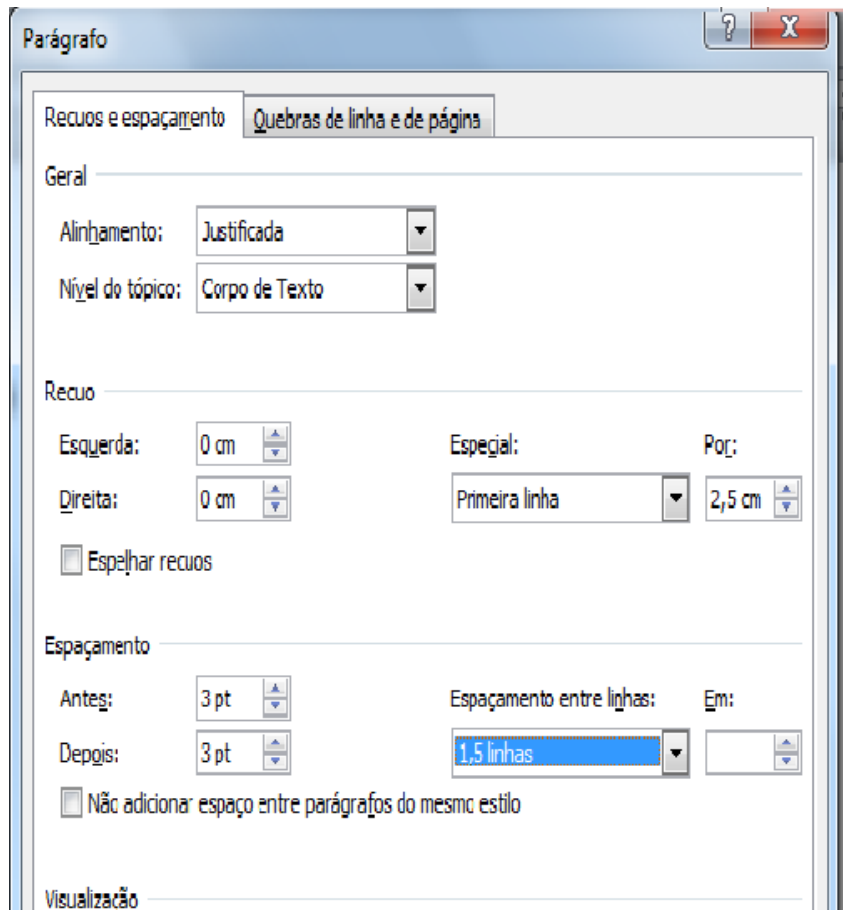 Parágrafo
Recuos e espaçamento Quebras de linha e de página
Geral
Alinhamento: Justificada
Nível do tópico: Corpo de Texto
Recuo
Esquerda: 0 cm Especial: Por:
Direita: 0 cm Primeira linha 2,5 cm
Espelhar recuos
Espaçamento
Antes: 3 pt Espaçamento entre linhas: Em:
Depois: 3 pt 1,5 linhas
Não adicionar espaço entre parágrafos do mesmo estilo
Visualização